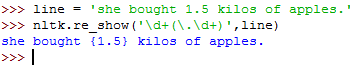 >>> line = 'she bought 1.5 kilos of apples.'
>>> nltk.re_show('\d+(\.\d+)',line)
she bought {1.5} kilos of apples.
>>>